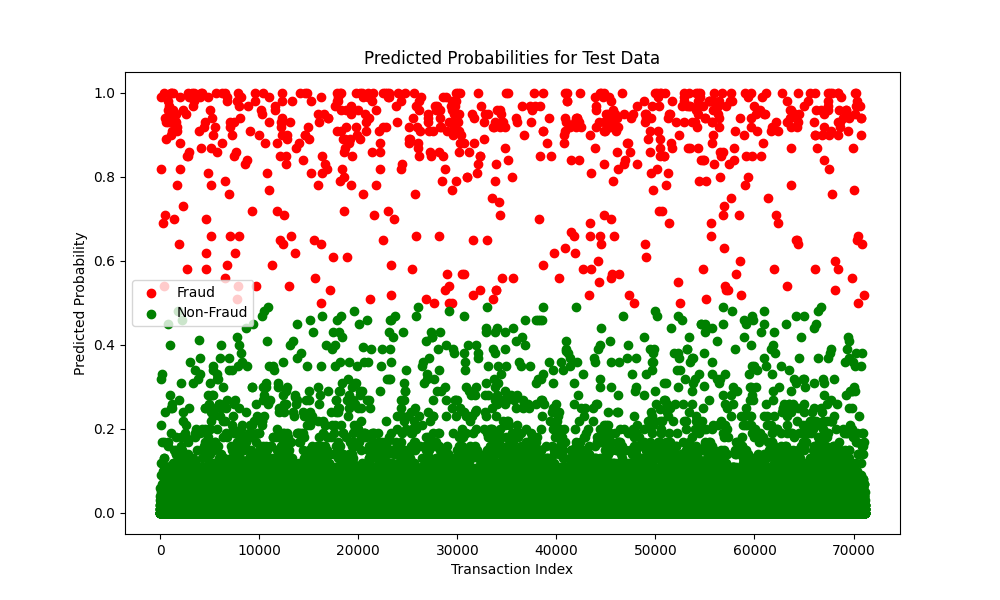 Predicted Probabilities for Test Data
Predicted Probability
1.0
0.8
0.6
0.4
0.2
0.0
Fraud
Non-Fraud
0 10000 20000 30000 40000 50000 60000 70000
Transaction Index